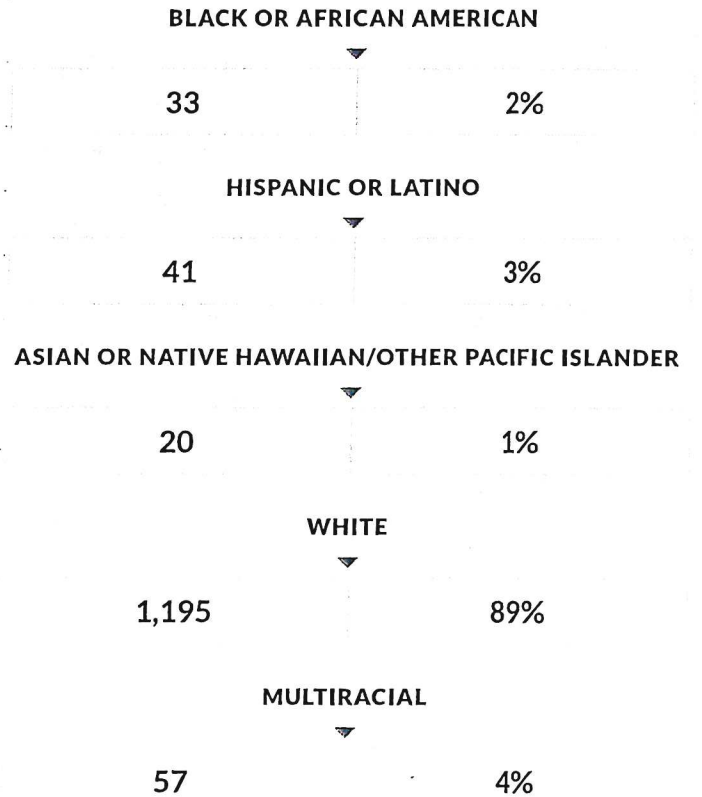 BLACK OR AFRICAN AMERICAN
33 2%
HISPANIC OR LATINO
41 3%
ASIAN OR NATIVE HAWAIIAN/OTHER PACIFIC ISLANDER
20 1%
WHITE
1,195 89%
MULTIRACIAL
57 4%